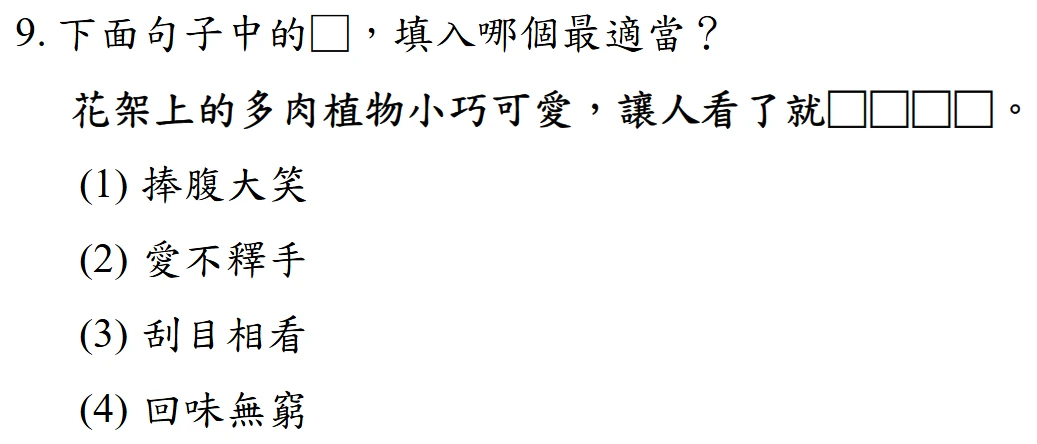 9. 下面句子中的□，填入哪個最適當？
花架上的多肉植物小巧可愛，讓人看了就□□□□。
(1) 捧腹大笑
(2) 愛不釋手
(3) 刮目相看
(4) 回味無窮